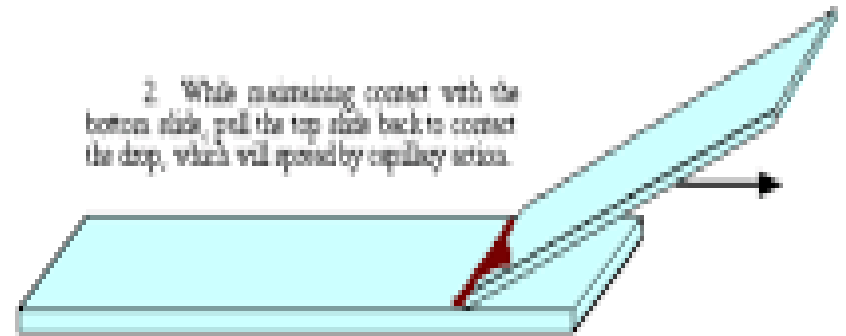 2. While maintaining contact with the
bottom slide, pull the top slide back to contact
the drop, which will spread by capillary action.